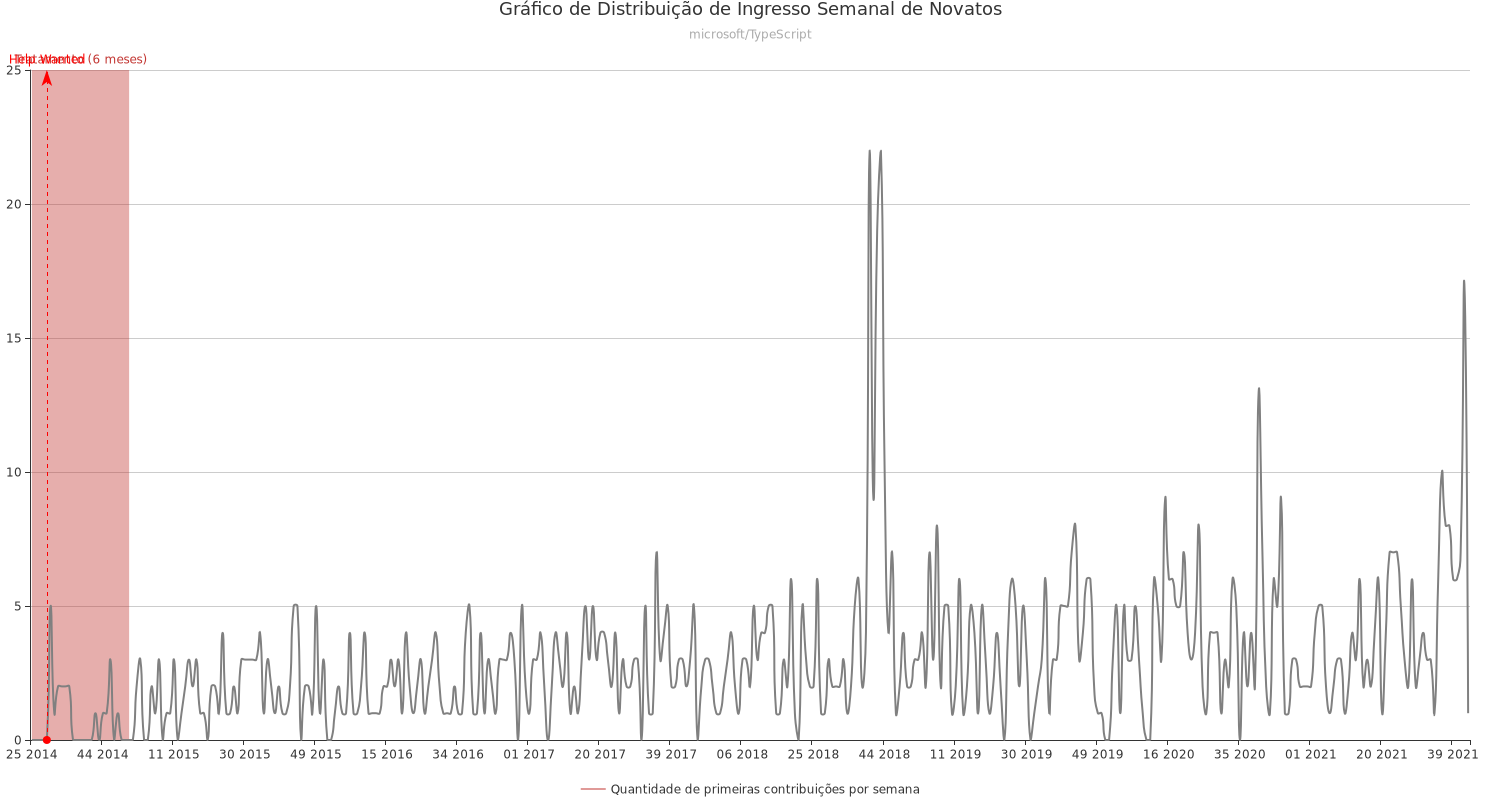 Gráfico de Distribuição de Ingresso Semanal de Novatos
microsoft/TypeScript
Help Wanted
Tratamento (6 meses)
25
20
15
10
5
0
25 2014 44 2014 11 2015 30 2015 49 2015 15 2016 34 2016 01 2017 20 2017 39 2017 06 2018 25 2018 44 2018 11 2019 30 2019 49 2019 16 2020 35 2020 01 2021 20 2021 39 2021
Quantidade de primeiras contribuições por semana